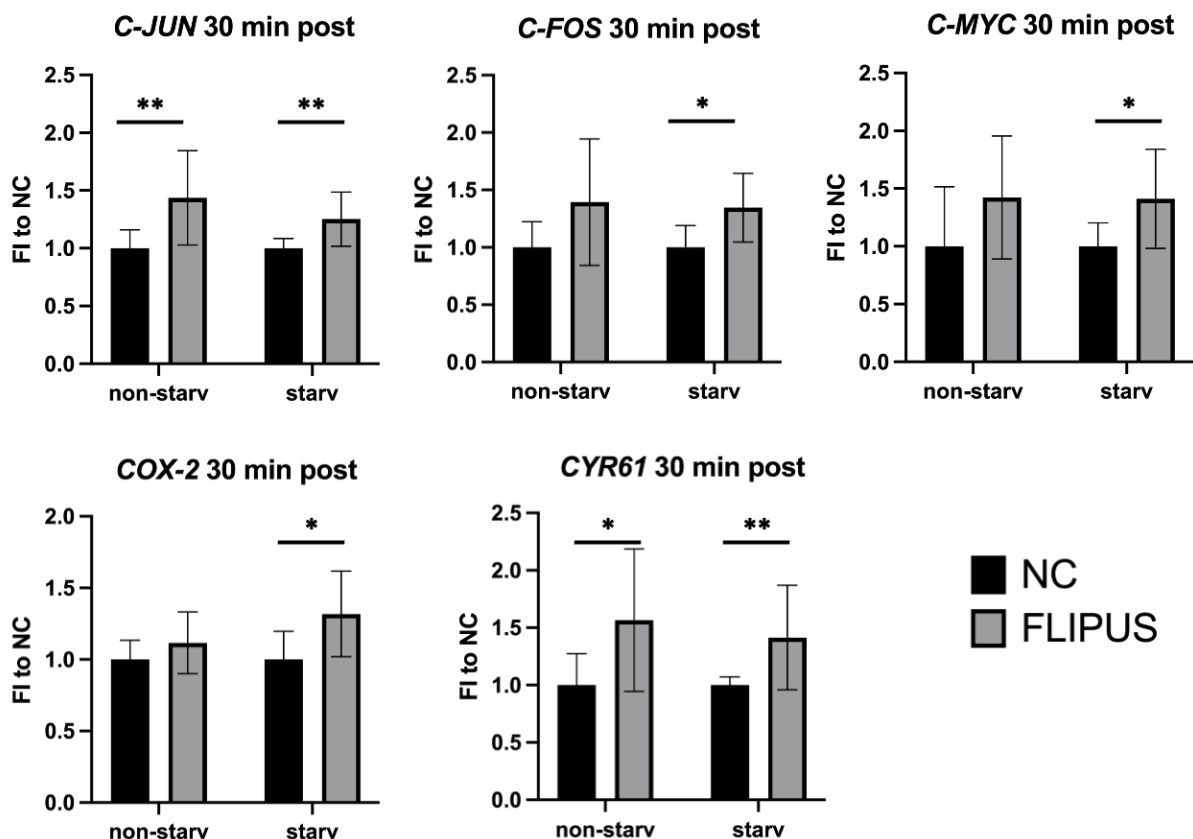 C-JUN 30 min post
FI to NC
2.5
2.0
1.5
1.0
0.5
0.0
**
**
non-starv
starv
C-FOS 30 min post
FI to NC
2.5
2.0
1.5
1.0
0.5
0.0
*
non-starv
starv
C-MYC 30 min post
FI to NC
2.5
2.0
1.5
1.0
0.5
0.0
*
non-starv
starv
COX-2 30 min post
FI to NC
2.0
1.5
1.0
0.5
0.0
*
non-starv
starv
CYR61 30 min post
FI to NC
2.5
2.0
1.5
1.0
0.5
0.0
*
**
non-starv
starv
NC
FLIPUS